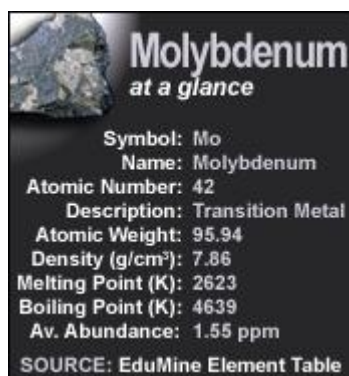 Molybdenum
at a glance
Symbol: Mo
Name: Molybdenum
Atomic Number: 42
Description: Transition Metal
Atomic Weight: 95.94
Density (g/cm³): 7.86
Melting Point (K): 2623
Boiling Point (K): 4639
Av. Abundance: 1.55 ppm
SOURCE: EduMine Element Table